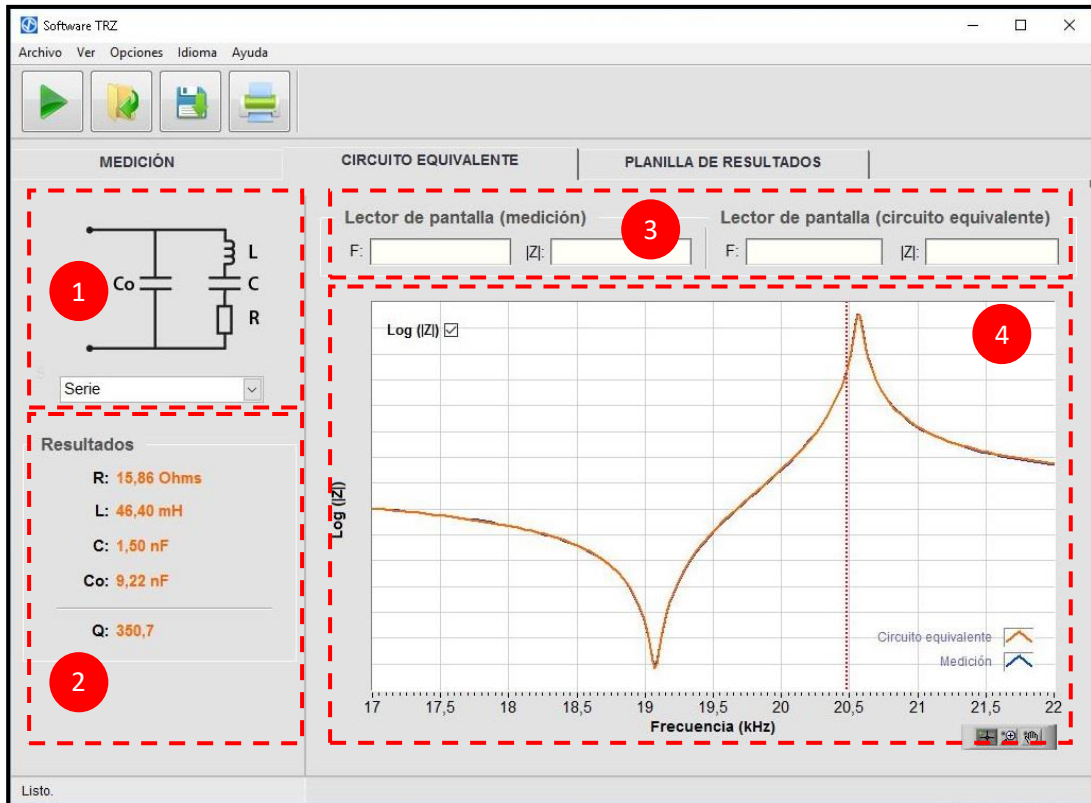 Software TRZ
Archivo Ver Opciones Idioma Ayuda
MEDICIÓN
CIRCUITO EQUIVALENTE
PLANILLA DE RESULTADOS
1
Co
L
C
R
Serie
Resultados
R: 15,86 Ohms
L: 46,40 mH
C: 1,50 nF
Co: 9,22 nF
Q: 350,7
2
Lector de pantalla (medición)
F:
|Z|:
3
Lector de pantalla (circuito equivalente)
F:
|Z|:
4
Log (|Z|)
Log (|Z|)
Circuito equivalente
Medición
17 17,5 18 18,5 19 19,5 20 20,5 21 21,5 22
Frecuencia (kHz)
Listo.